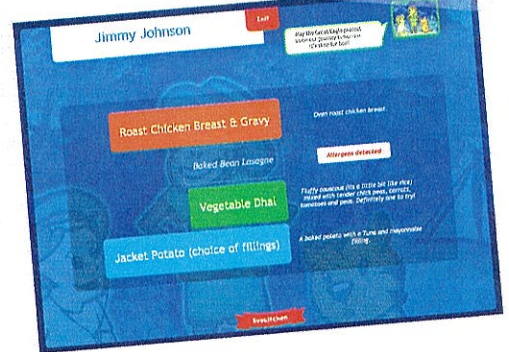 Jimmy Johnson
Exit
Roast Chicken Breast & Gravy
Oven roast chicken breast.
Baked Bean Lasagne
Allergens detected
Vegetable Dhal
Fluffy couscous (its a little bit like rice)
mixed with tender chick peas, carrots,
tomatoes and peas. Definitely one to try!
Jacket Potato (choice of fillings)
A baked potato with a Tuna and mayonnaise
filling.